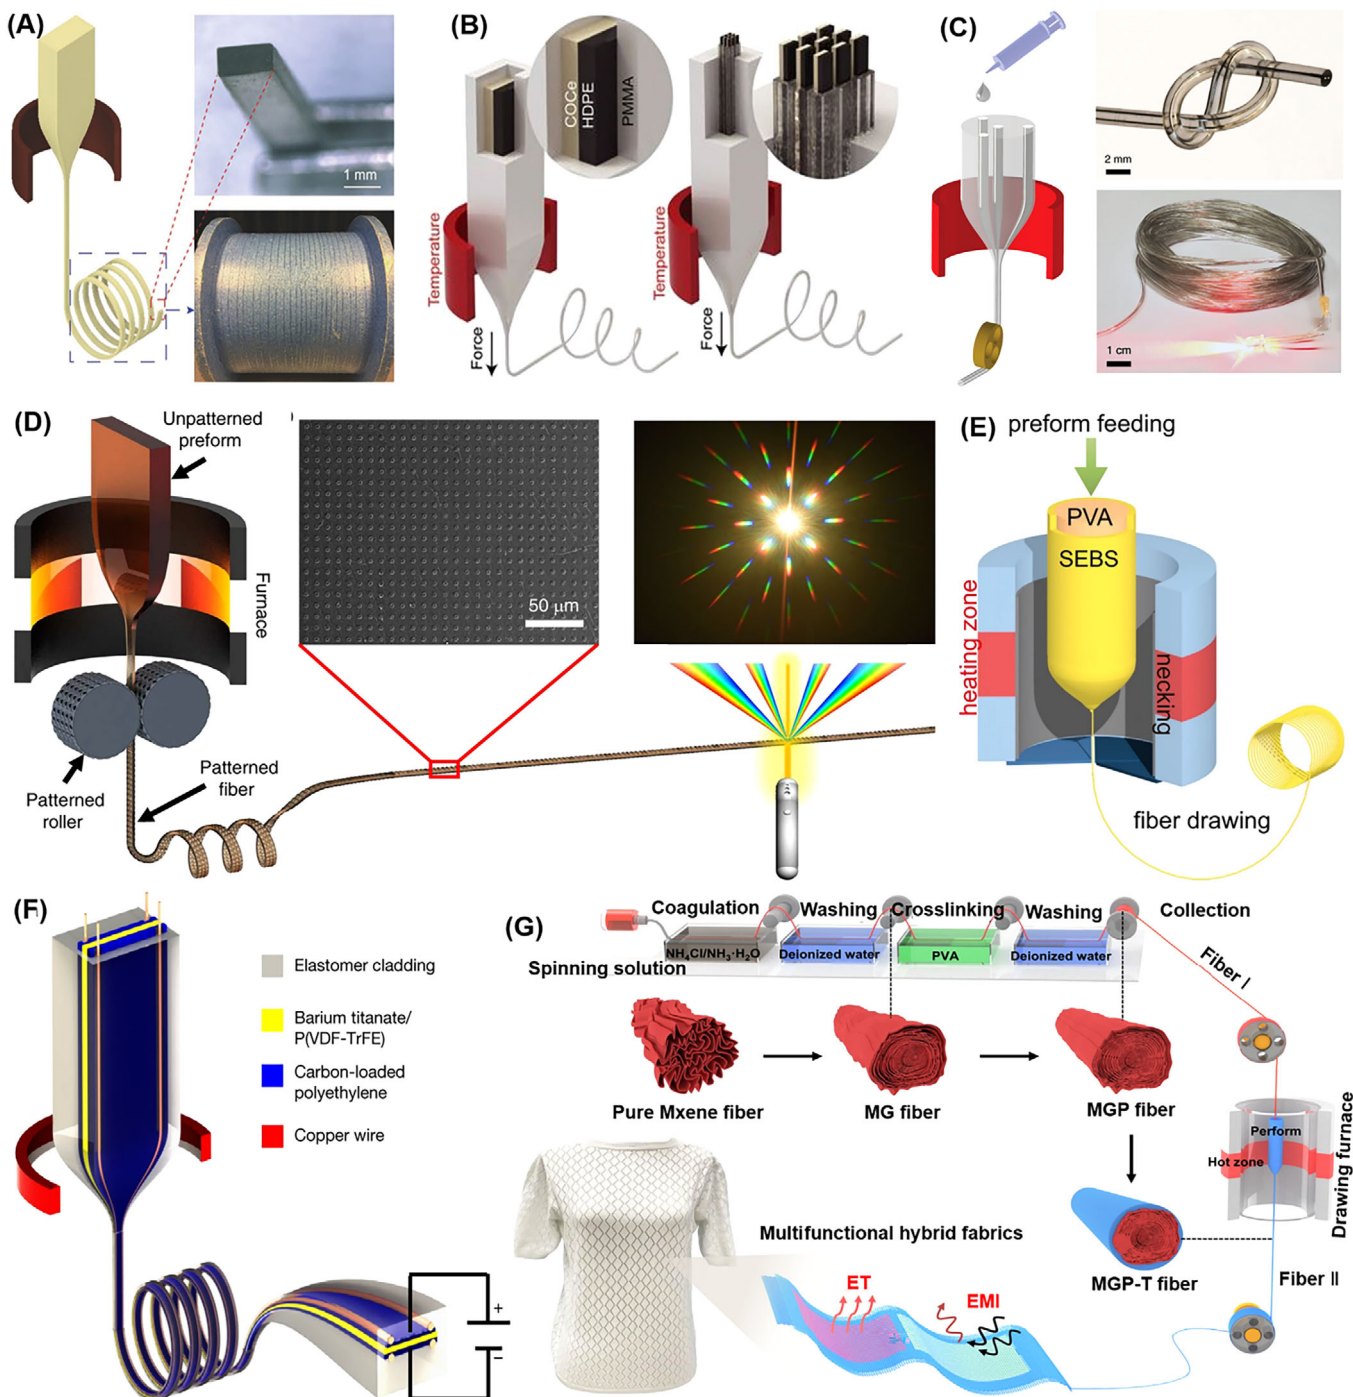 (A)
1 mm
(B)
COCe
HDPE
PMMA
Temperature
Force
Temperature
Force
(C)
2 mm
1 cm
(D)
Unpatterned
preform
Furnace
Patterned
roller
Patterned
fiber
50 μm
(E)
preform feeding
PVA
SEBS
heating zone
necking
fiber drawing
(F)
Elastomer cladding
Barium titanate/
P(VDF-TrFE)
Carbon-loaded
polyethylene
Copper wire
+
−
(G)
Coagulation
Washing
Crosslinking
Washing
Collection
NH₄Cl/NH₃·H₂O
Deionized water
PVA
Deionized water
Spinning solution
Fiber I
Pure Mxene fiber
MG fiber
MGP fiber
Perform
Hot zone
Drawing furnace
MGP-T fiber
Fiber II
Multifunctional hybrid fabrics
ET
EMI